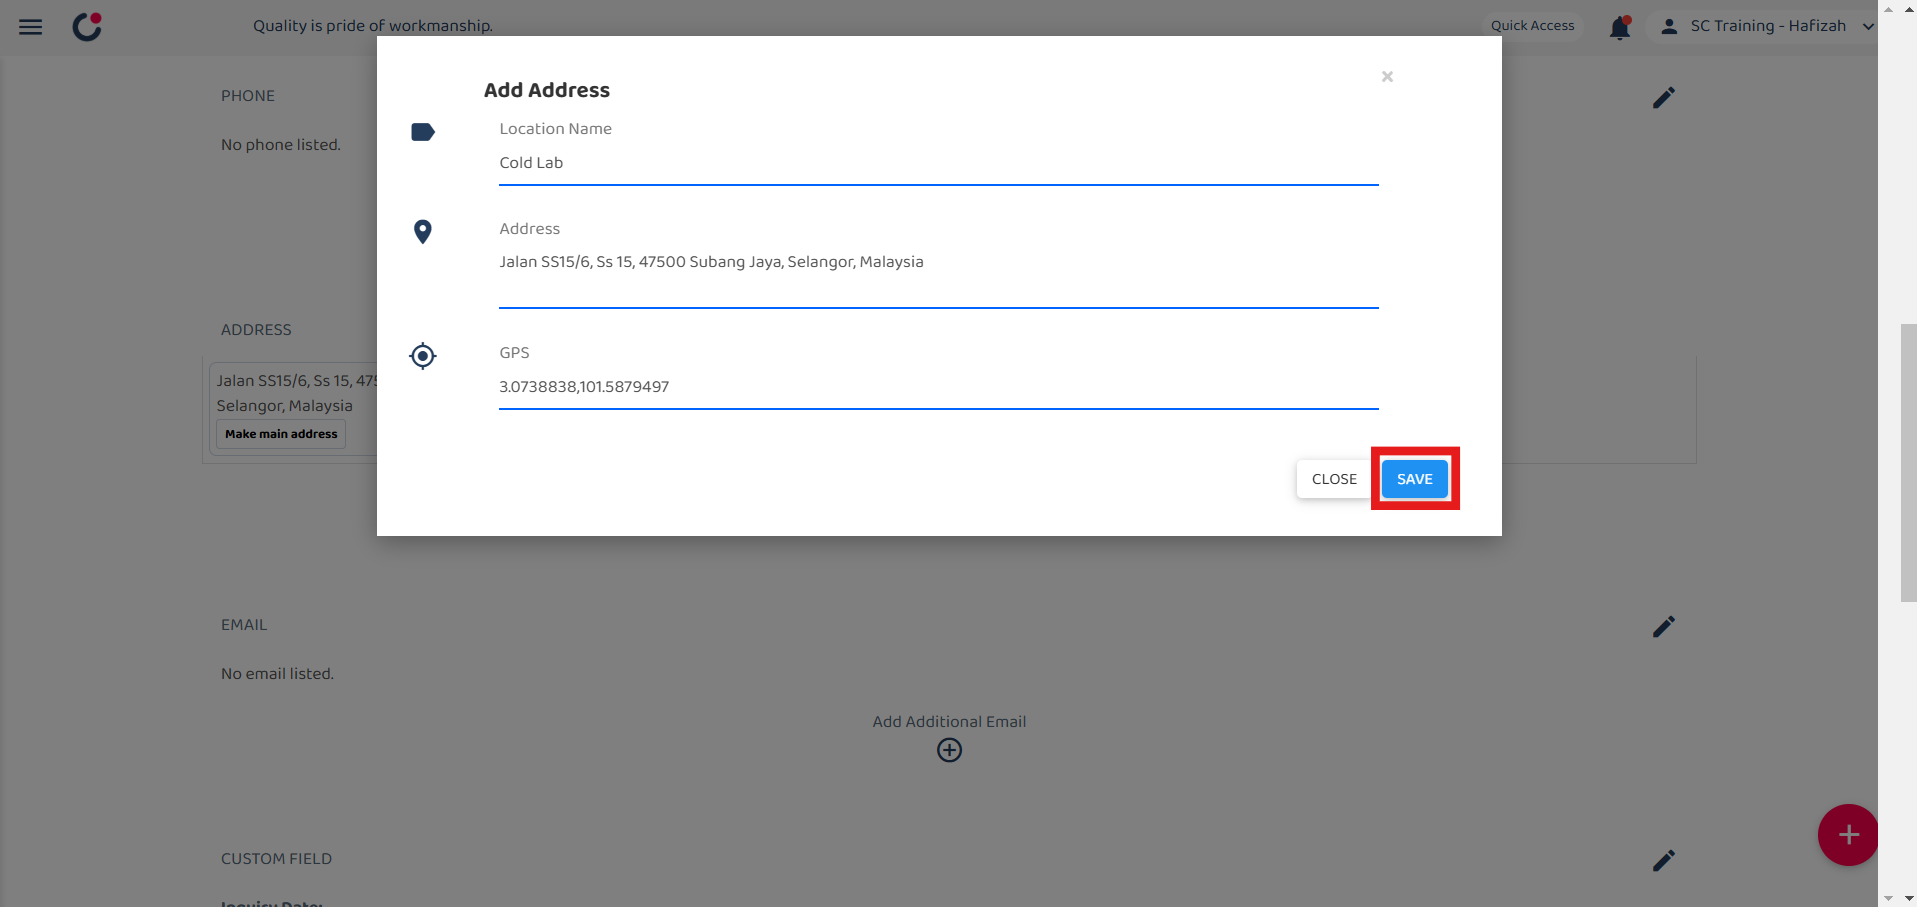 Quality is pride of workmanship.
Quick Access
SC Training - Hafizah
PHONE
No phone listed.
Add Address
×
Location Name
Cold Lab
Address
Jalan SS15/6, Ss 15, 47500 Subang Jaya, Selangor, Malaysia
GPS
3.0738838,101.5879497
CLOSE
SAVE
ADDRESS
Jalan SS15/6, Ss 15, 475
Selangor, Malaysia
Make main address
EMAIL
No email listed.
Add Additional Email
CUSTOM FIELD
Inquiry Date: